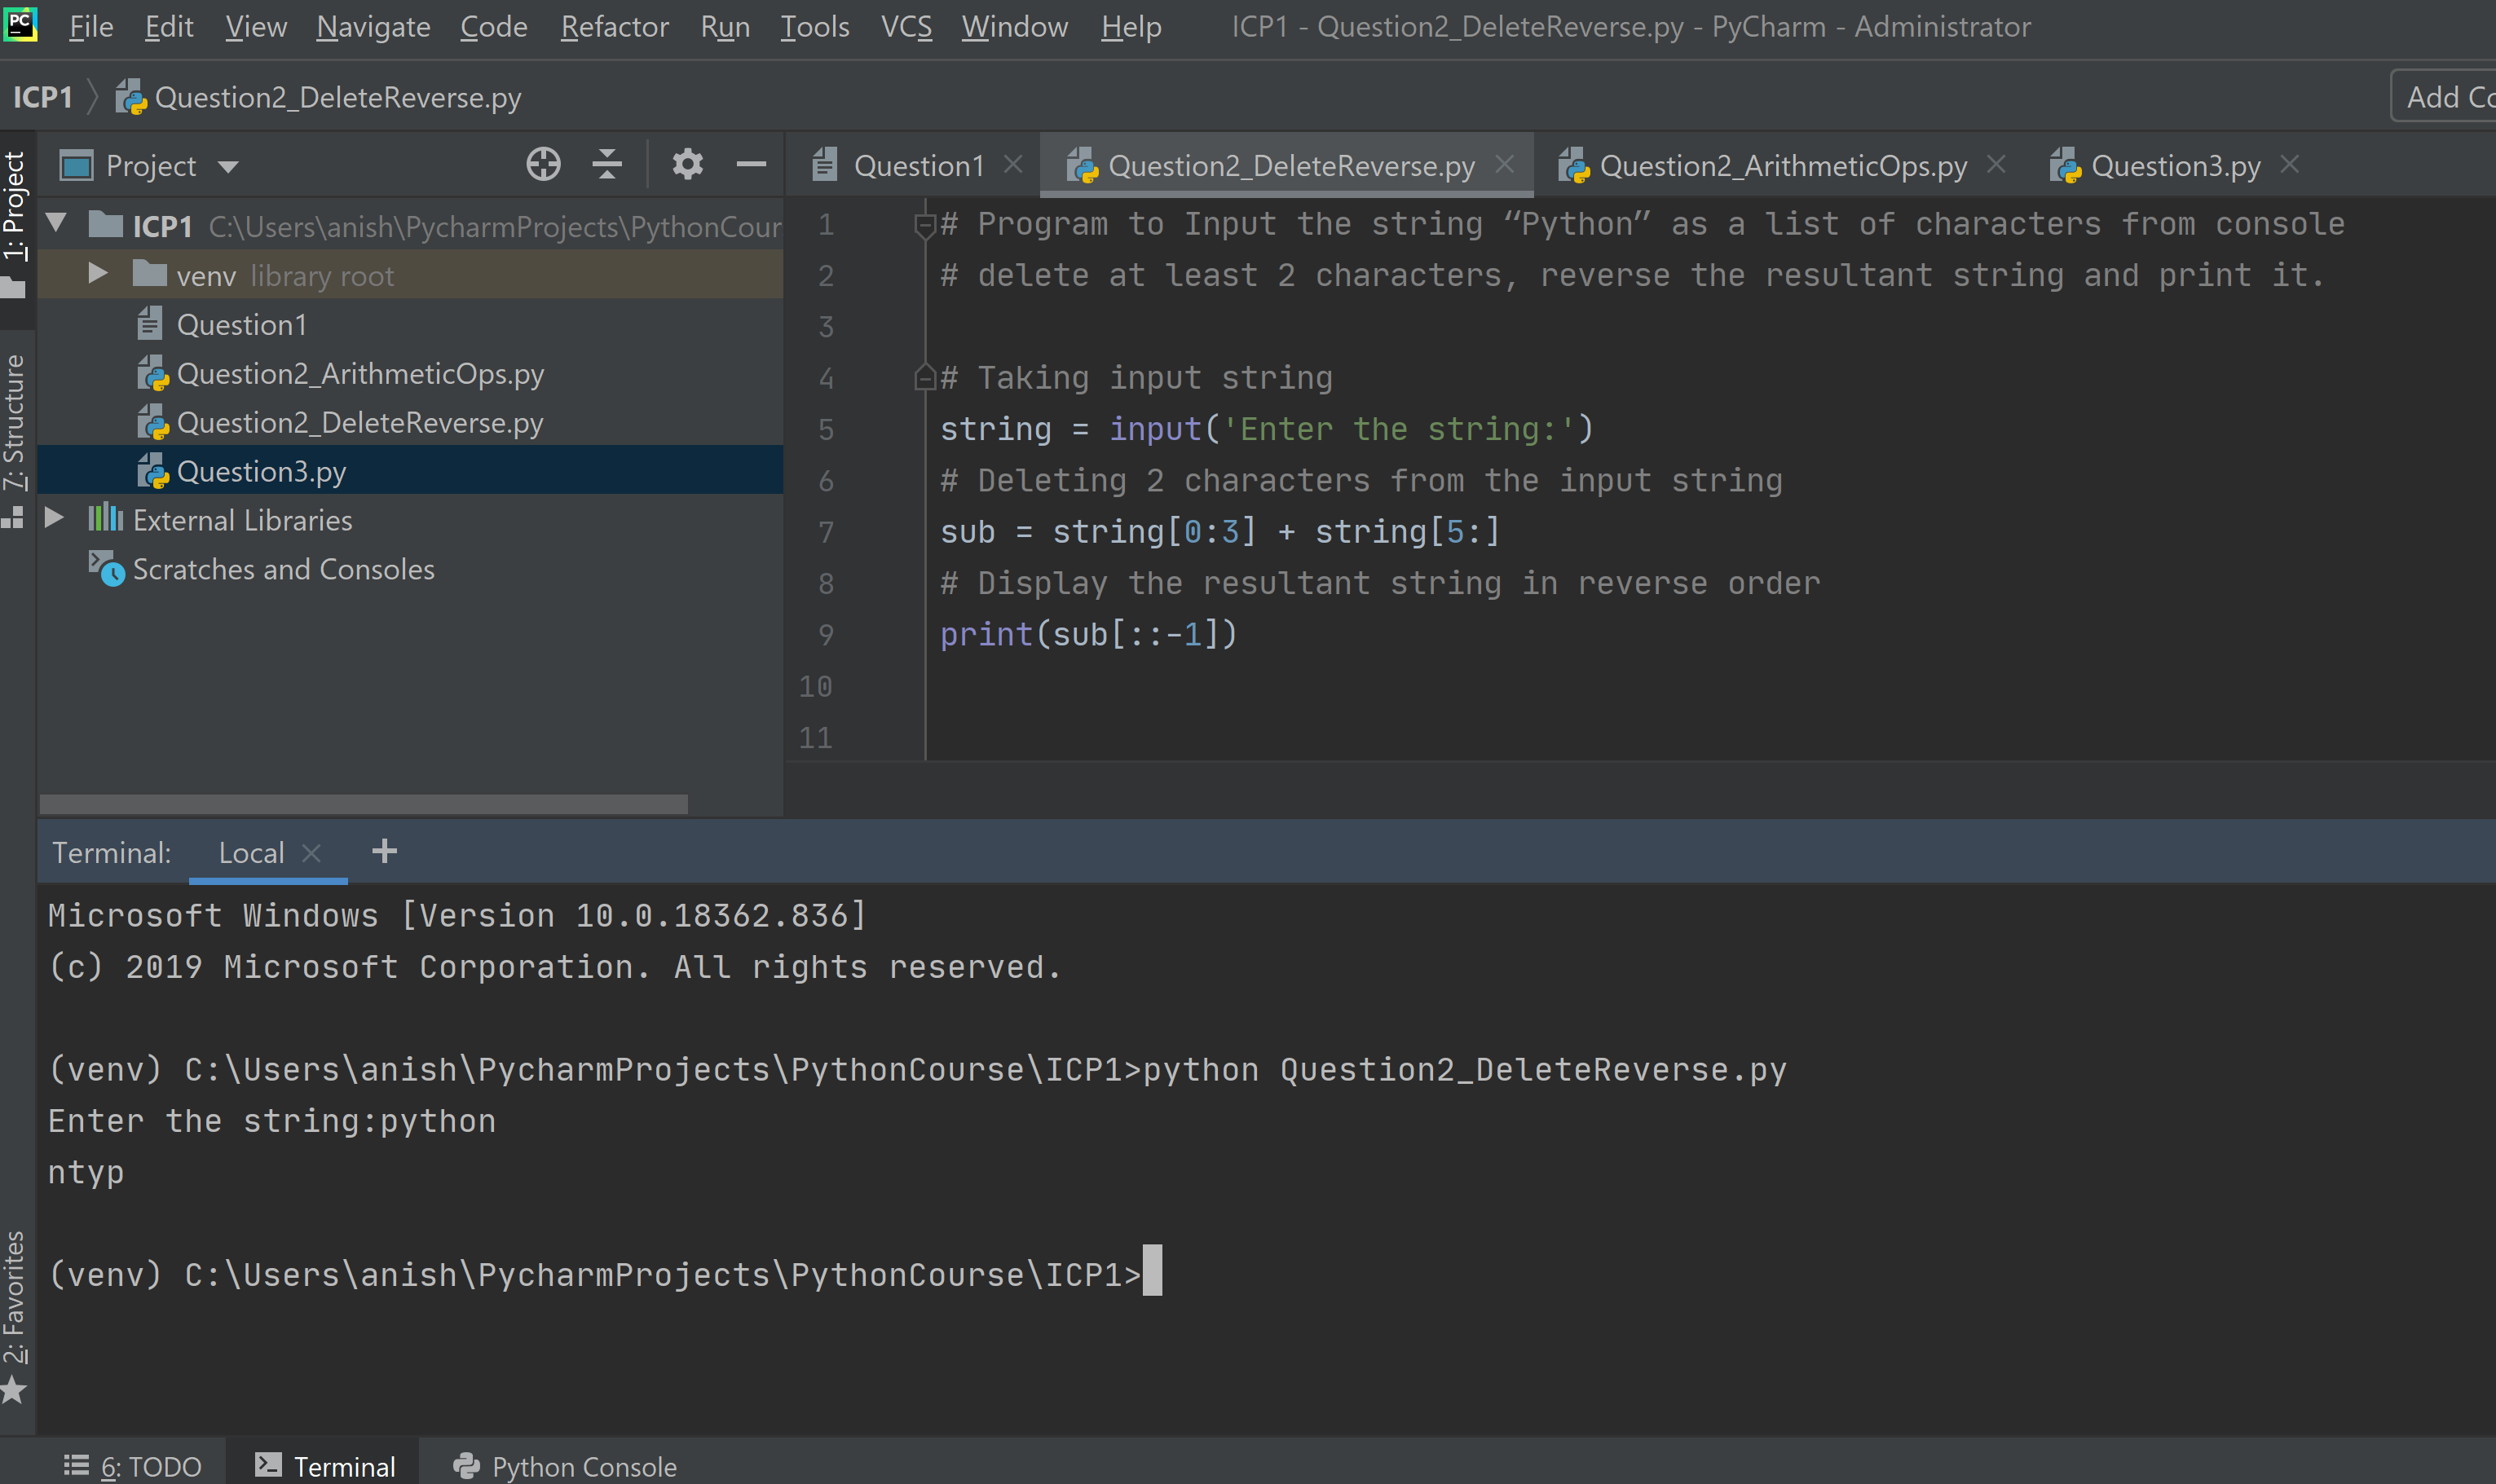 PC
File Edit View Navigate Code Refactor Run Tools VCS Window Help ICP1 - Question2_DeleteReverse.py - PyCharm - Administrator
ICP1 Question2_DeleteReverse.py Add
1: Project
Project
Question1 Question2_DeleteReverse.py Question2_ArithmeticOps.py Question3.py
ICP1 C:\Users\anish\PycharmProjects\PythonCour
venv library root
Question1
Question2_ArithmeticOps.py
Question2_DeleteReverse.py
Question3.py
External Libraries
Scratches and Consoles
7: Structure
1 # Program to Input the string “Python” as a list of characters from console
2 # delete at least 2 characters, reverse the resultant string and print it.
3
4 # Taking input string
5 string = input('Enter the string:')
6 # Deleting 2 characters from the input string
7 sub = string[0:3] + string[5:]
8 # Display the resultant string in reverse order
9 print(sub[::-1])
10
11
Terminal: Local +
Microsoft Windows [Version 10.0.18362.836]
(c) 2019 Microsoft Corporation. All rights reserved.
(venv) C:\Users\anish\PycharmProjects\PythonCourse\ICP1>python Question2_DeleteReverse.py
Enter the string:python
ntyp
(venv) C:\Users\anish\PycharmProjects\PythonCourse\ICP1>
2: Favorites
6: TODO Terminal Python Console